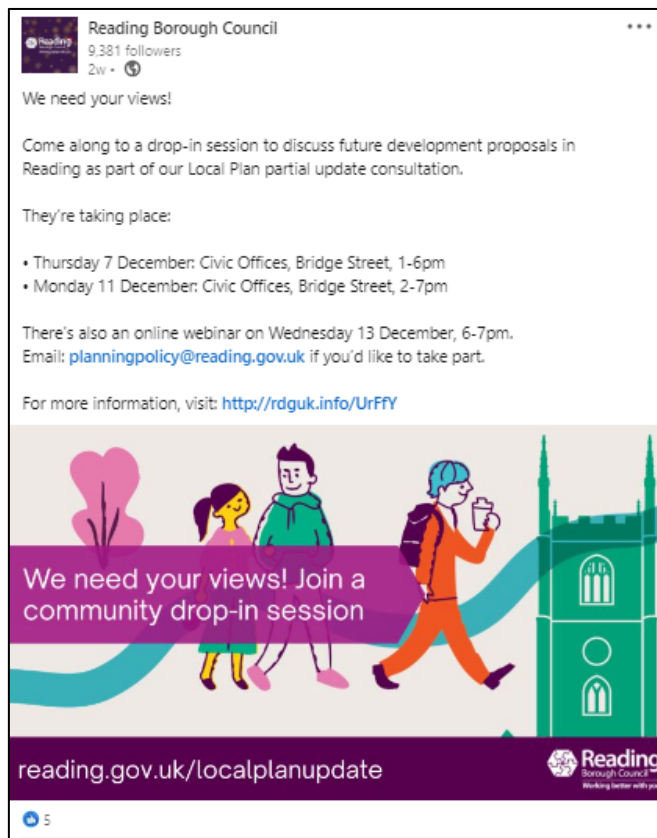 Reading Borough Council
9,381 followers
2w •
We need your views!
Come along to a drop-in session to discuss future development proposals in
Reading as part of our Local Plan partial update consultation.
They're taking place:
• Thursday 7 December: Civic Offices, Bridge Street, 1-6pm
• Monday 11 December: Civic Offices, Bridge Street, 2-7pm
There's also an online webinar on Wednesday 13 December, 6-7pm.
Email: planningpolicy@reading.gov.uk if you'd like to take part.
For more information, visit: http://rdguk.info/UrFfY
We need your views! Join a
community drop-in session
reading.gov.uk/localplanupdate
Reading
Borough Council
Working better with you
5